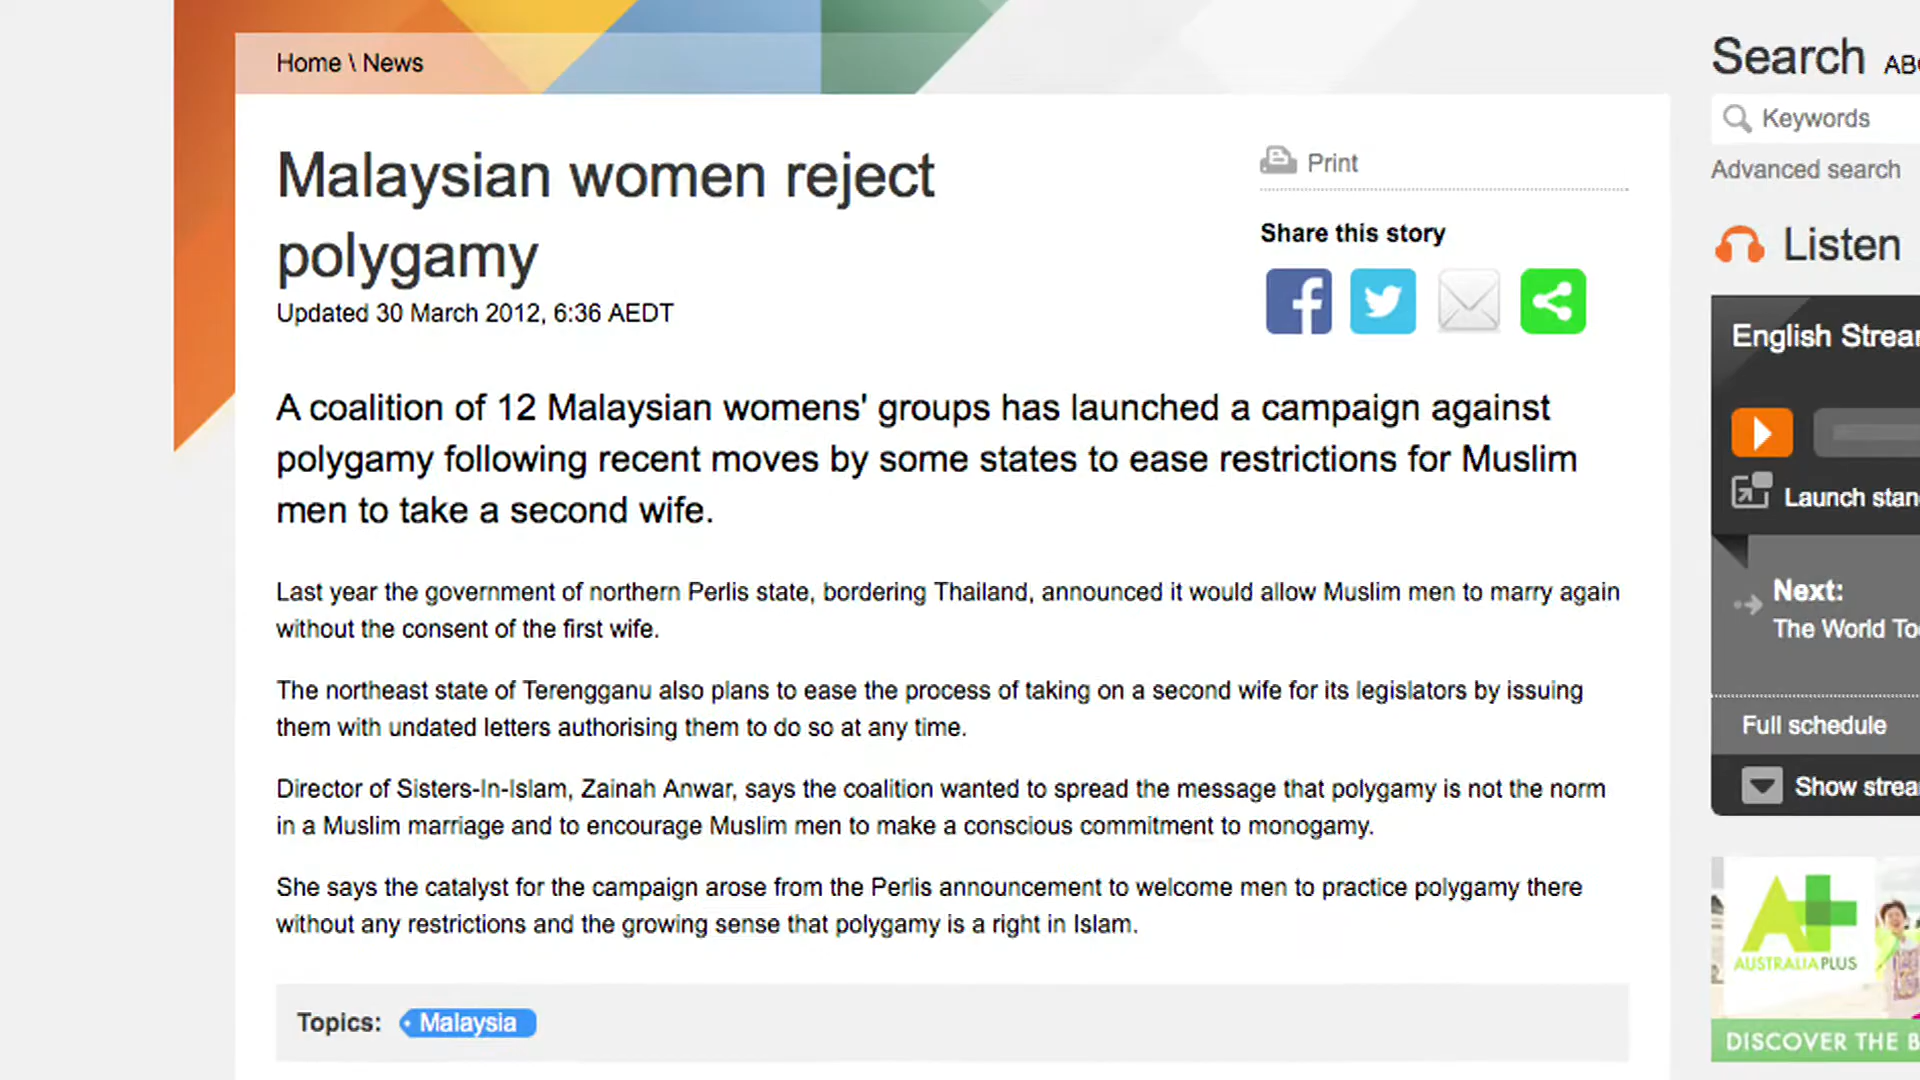 Home \ News
Malaysian women reject
polygamy
Updated 30 March 2012, 6:36 AEDT
Print
Share this story
A coalition of 12 Malaysian womens' groups has launched a campaign against
polygamy following recent moves by some states to ease restrictions for Muslim
men to take a second wife.
Last year the government of northern Perlis state, bordering Thailand, announced it would allow Muslim men to marry again
without the consent of the first wife.
The northeast state of Terengganu also plans to ease the process of taking on a second wife for its legislators by issuing
them with undated letters authorising them to do so at any time.
Director of Sisters-In-Islam, Zainah Anwar, says the coalition wanted to spread the message that polygamy is not the norm
in a Muslim marriage and to encourage Muslim men to make a conscious commitment to monogamy.
She says the catalyst for the campaign arose from the Perlis announcement to welcome men to practice polygamy there
without any restrictions and the growing sense that polygamy is a right in Islam.
Topics: Malaysia
Search
Keywords
Advanced search
Listen
English
Launch
Next:
The World
Full schedule
Show
A+
AUSTRALIA PLUS
DISCOVER THE